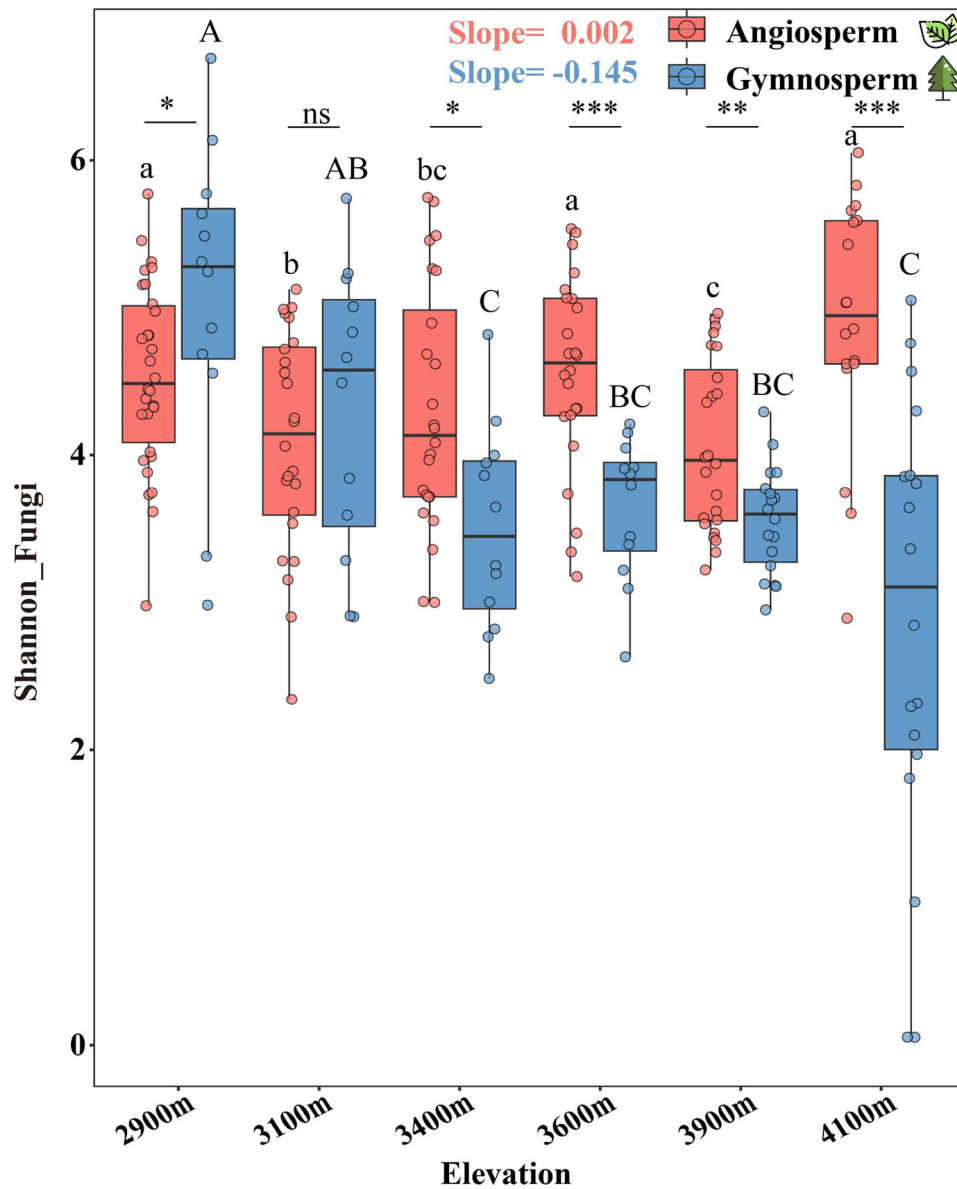 Slope= 0.002
Slope= -0.145
Angiosperm
Gymnosperm
A
* ns * *** ** ***
a AB bc a a
b C c C
BC BC
6
4
2
0
Shannon_Fungi
2900m 3100m 3400m 3600m 3900m 4100m
Elevation